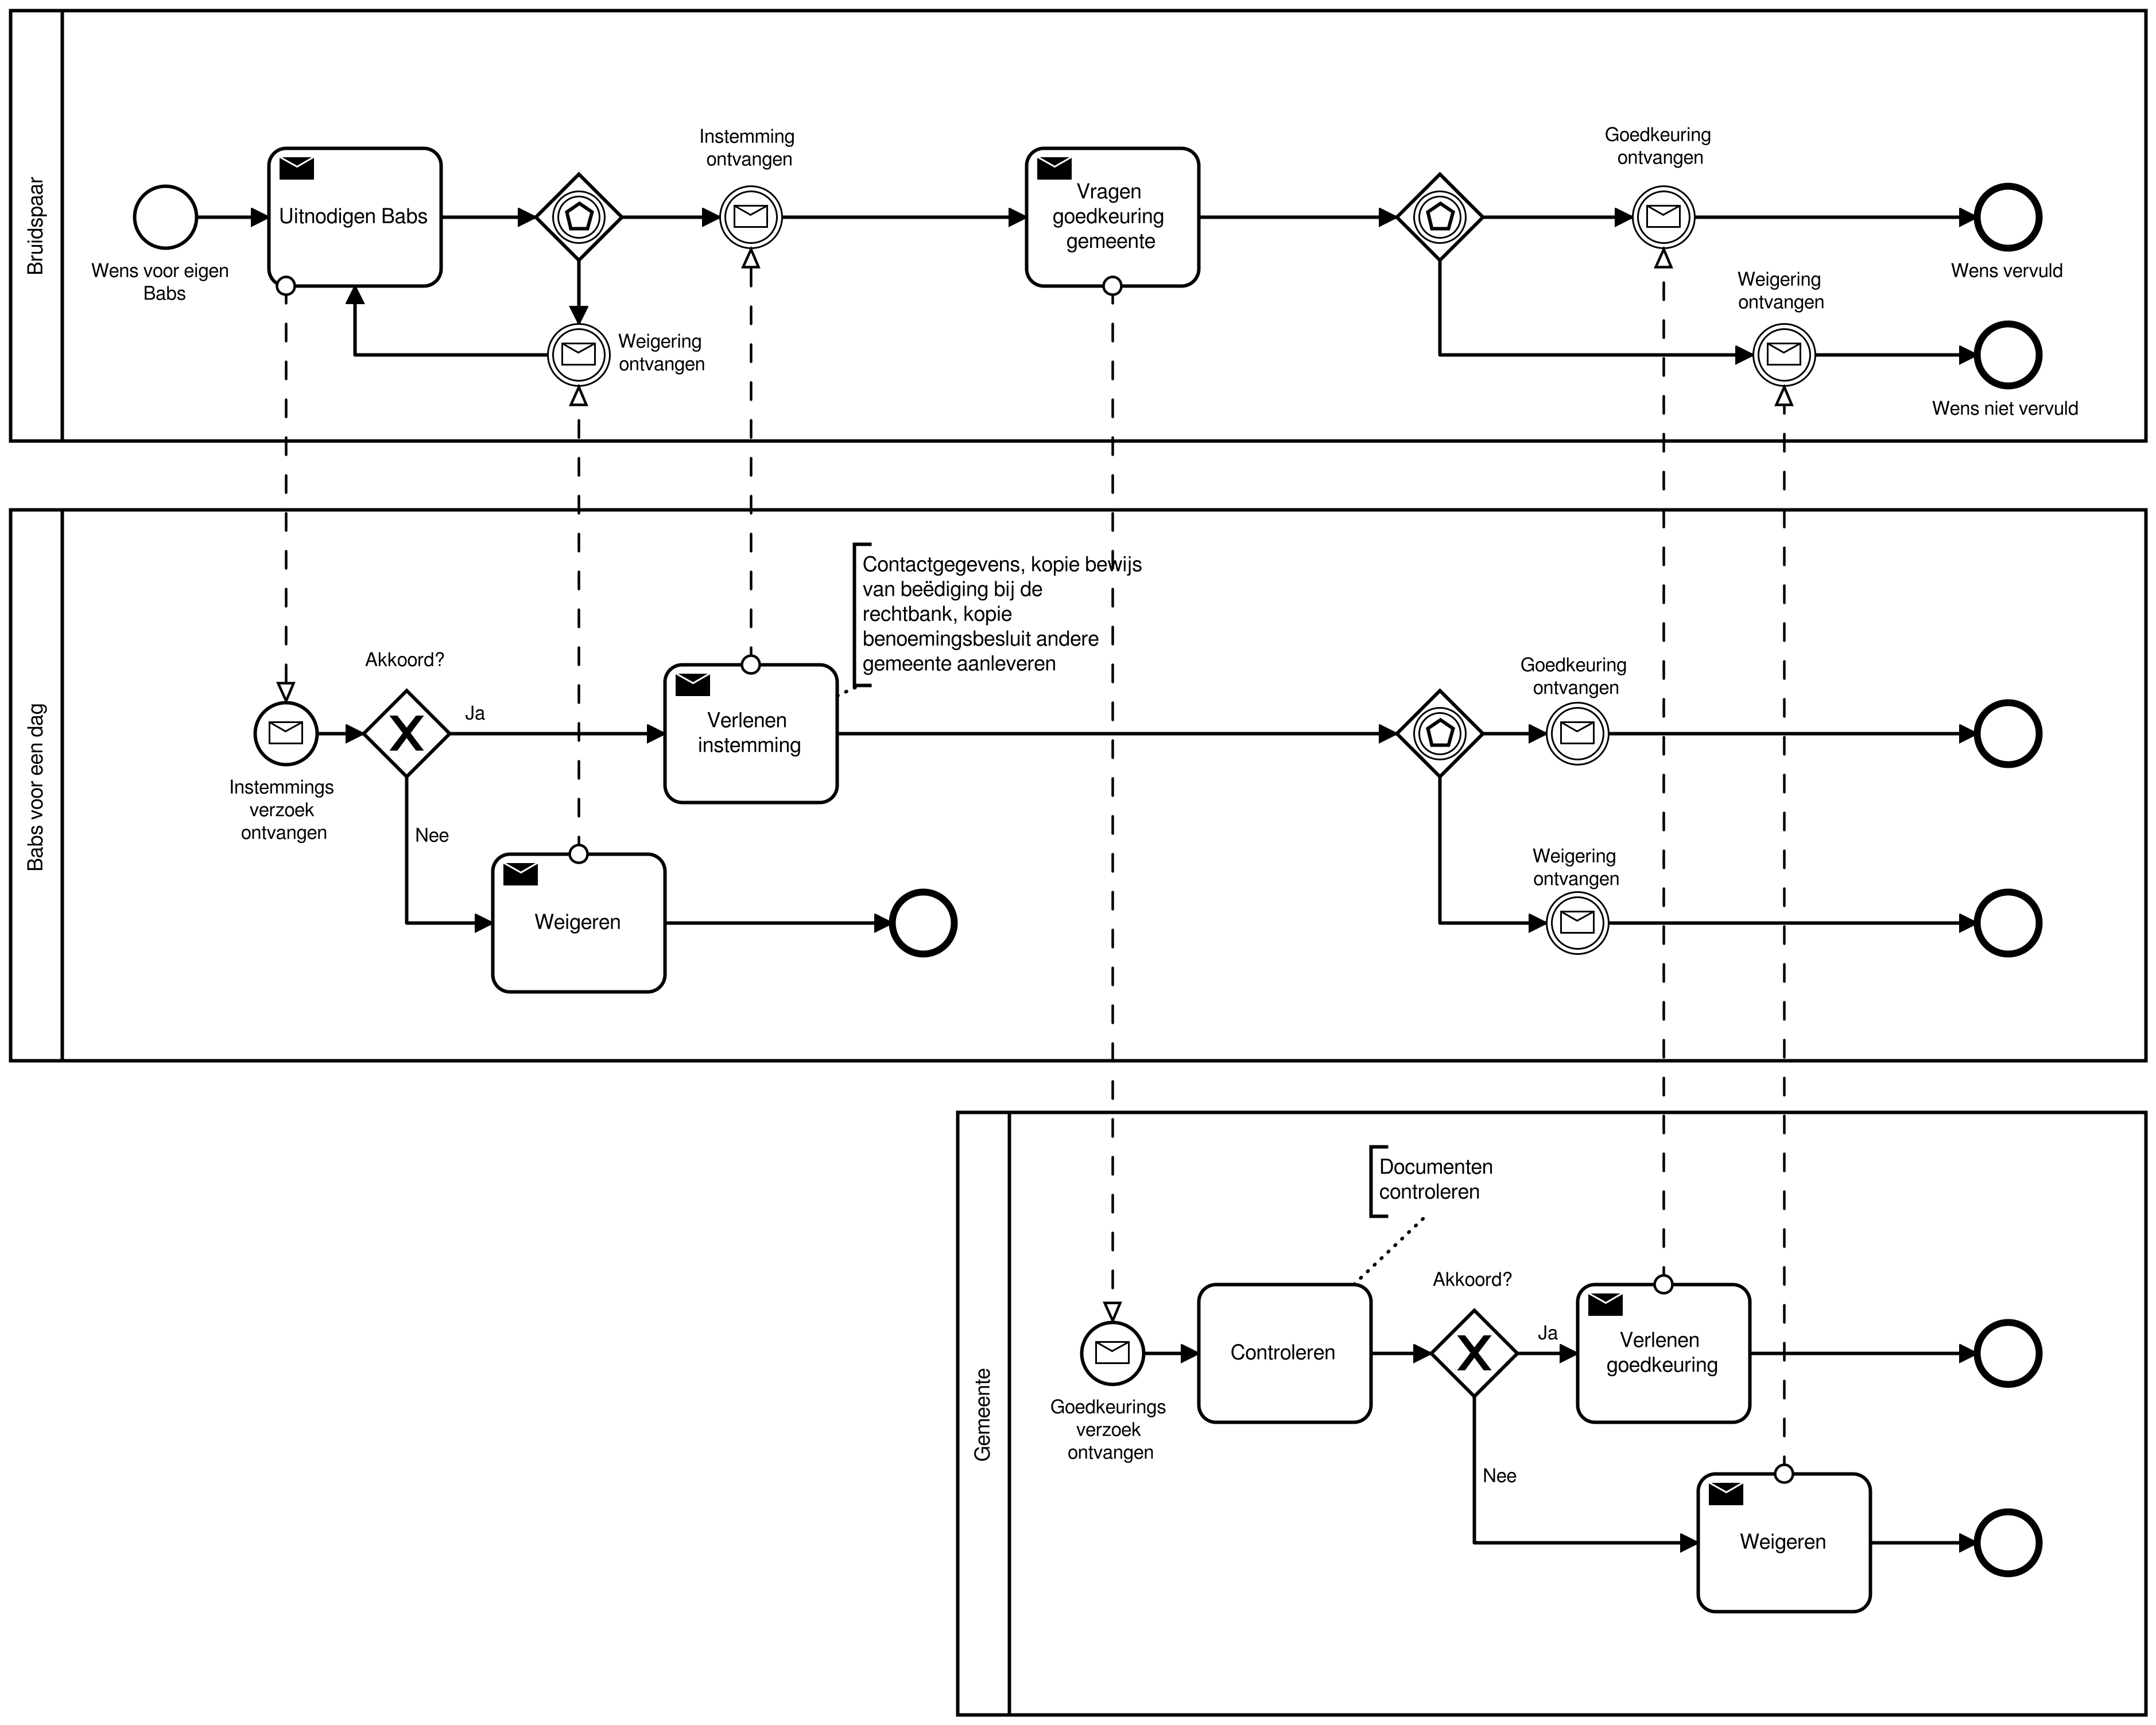 Bruidspaar
Wens voor eigen
Babs
Uitnodigen Babs
Weigering
ontvangen
Instemming
ontvangen
Vragen
goedkeuring
gemeente
Goedkeuring
ontvangen
Weigering
ontvangen
Wens vervuld
Wens niet vervuld
Babs voor een dag
Instemmings
verzoek
ontvangen
Akkoord?
Ja
Nee
Weigeren
Verlenen
instemming
Contactgegevens, kopie bewijs
van beëdiging bij de
rechtbank, kopie
benoemingsbesluit andere
gemeente aanleveren
Goedkeuring
ontvangen
Weigering
ontvangen
Gemeente
Goedkeurings
verzoek
ontvangen
Controleren
Documenten
controleren
Akkoord?
Ja
Nee
Verlenen
goedkeuring
Weigeren